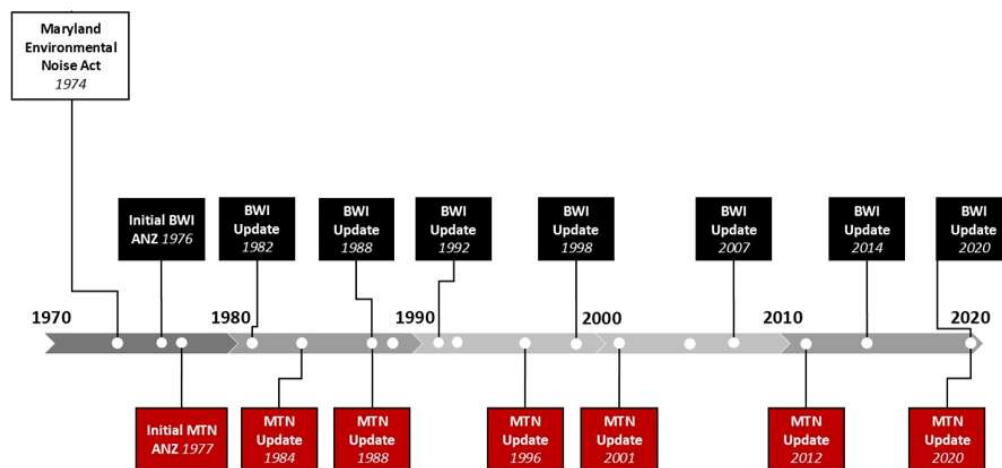 Maryland
Environmental
Noise Act
1974
Initial BWI
ANZ 1976
BWI
Update
1982
BWI
Update
1988
BWI
Update
1992
BWI
Update
1998
BWI
Update
2007
BWI
Update
2014
BWI
Update
2020
1970
1980
1990
2000
2010
2020
Initial MTN
ANZ 1977
MTN
Update
1984
MTN
Update
1988
MTN
Update
1996
MTN
Update
2001
MTN
Update
2012
MTN
Update
2020